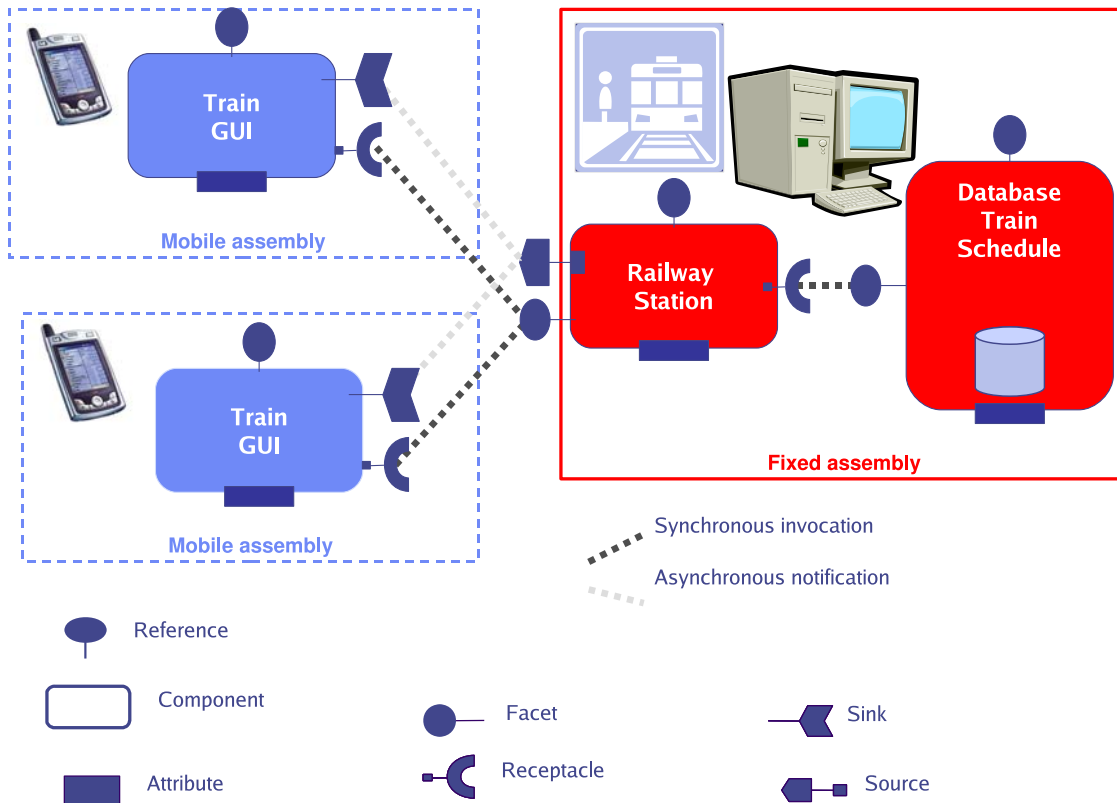 Train
GUI
Mobile assembly
Train
GUI
Mobile assembly
Railway
Station
Database
Train
Schedule
Fixed assembly
Synchronous invocation
Asynchronous notification
Reference
Component
Attribute
Facet
Receptacle
Sink
Source